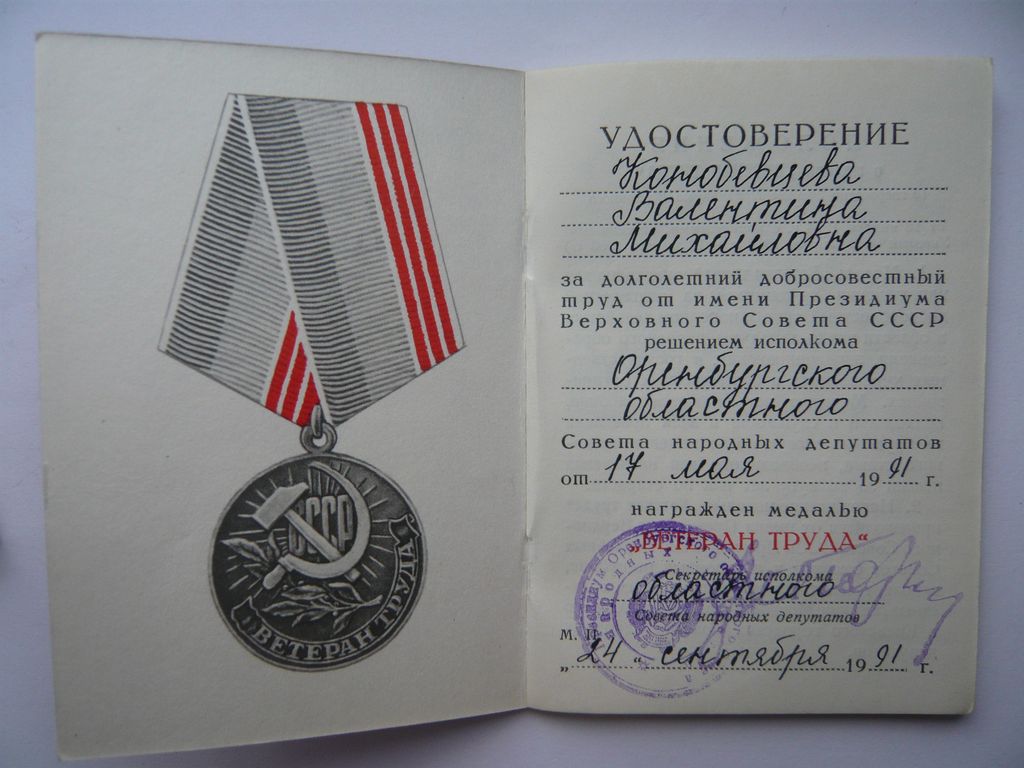 СССР
ВЕТЕРАН ТРУДА
УДОСТОВЕРЕНИЕ
Конобевцева
Валентина
Михайловна
за долголетний добросовестный
труд от имени Президиума
Верховного Совета СССР
решением исполкома
Оренбургского
областного
Совета народных депутатов
от 17 мая 1991 г.
награжден медалью
„ВЕТЕРАН ТРУДА“
Секретарь исполкома
областного
Совета народных депутатов
М. П.
„24“ сентября 1991 г.